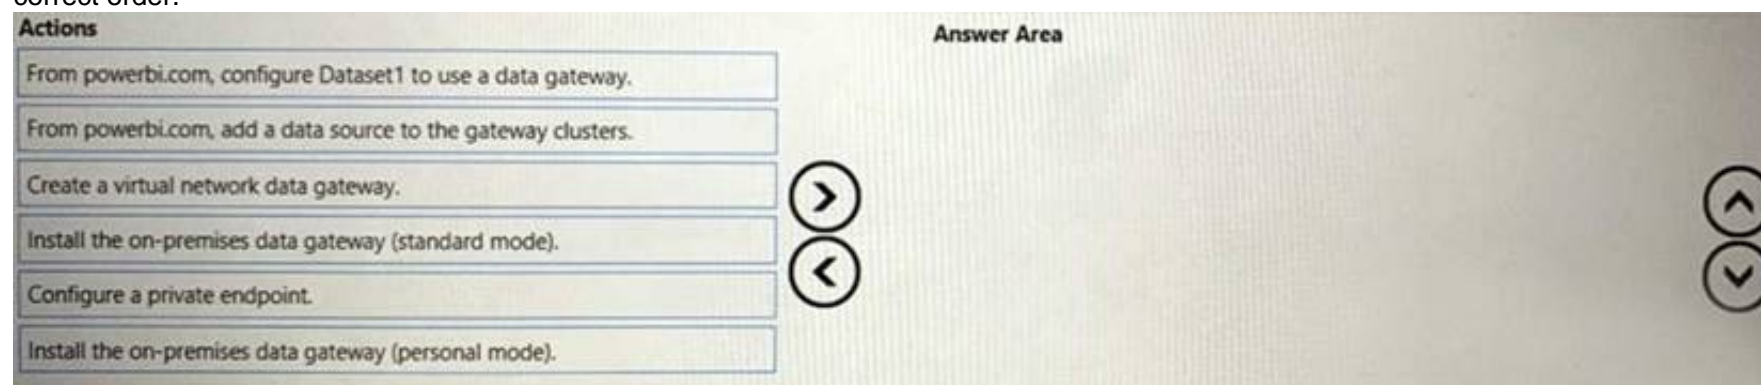 correct order.
Actions
Answer Area
From powerbi.com, configure Dataset1 to use a data gateway.
From powerbi.com, add a data source to the gateway clusters.
Create a virtual network data gateway.
Install the on-premises data gateway (standard mode).
Configure a private endpoint.
Install the on-premises data gateway (personal mode).